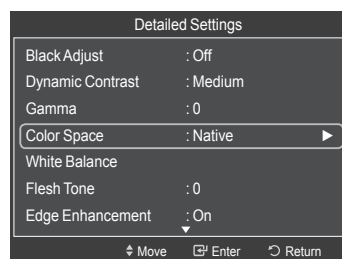 Detailed Settings
Black Adjust : Off
Dynamic Contrast : Medium
Gamma : 0
Color Space : Native
White Balance
Flesh Tone : 0
Edge Enhancement : On
Move Enter Return